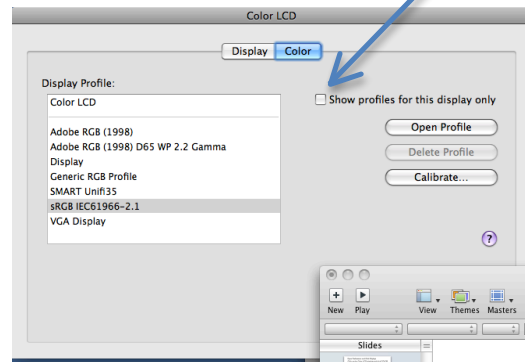 Color LCD
Display Color
Display Profile:
Color LCD
Adobe RGB (1998)
Adobe RGB (1998) D65 WP 2.2 Gamma
Display
Generic RGB Profile
SMART Unifi35
sRGB IEC61966-2.1
VGA Display
Show profiles for this display only
Open Profile
Delete Profile
Calibrate...
?
New Play View Themes Masters
Slides